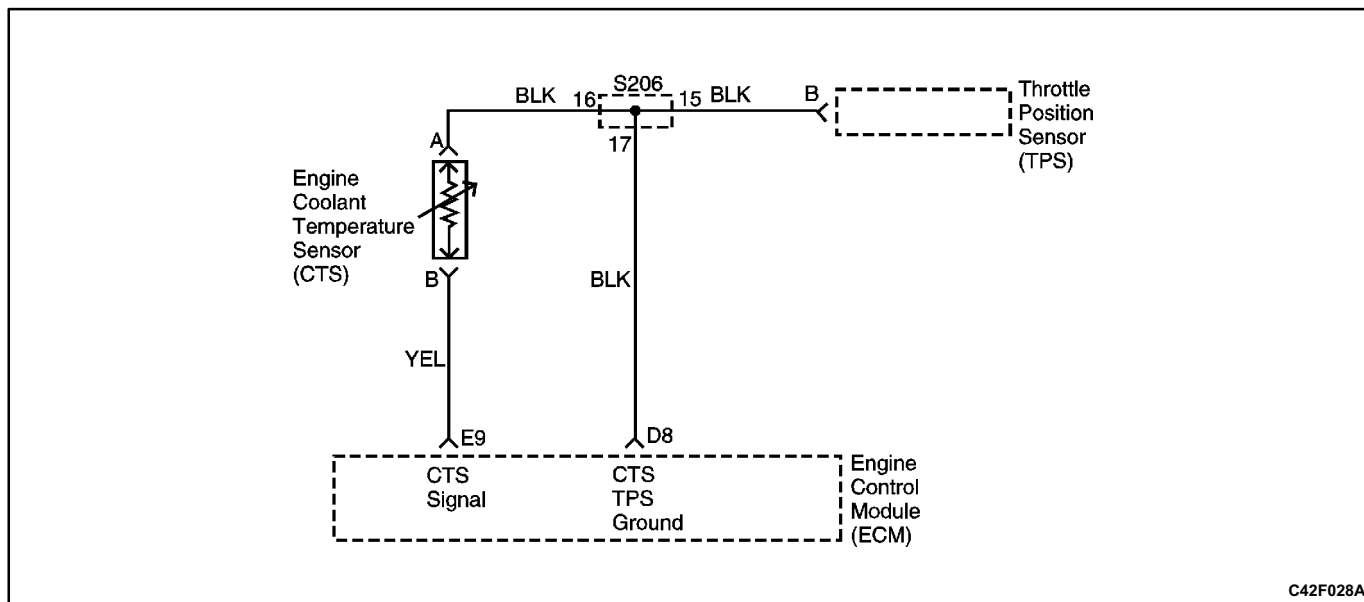 S206
BLK
16
15
BLK
B
Throttle
Position
Sensor
(TPS)
17
A
Engine
Coolant
Temperature
Sensor
(CTS)
B
BLK
YEL
E9
D8
CTS
Signal
CTS
TPS
Ground
Engine
Control
Module
(ECM)
C42F028A